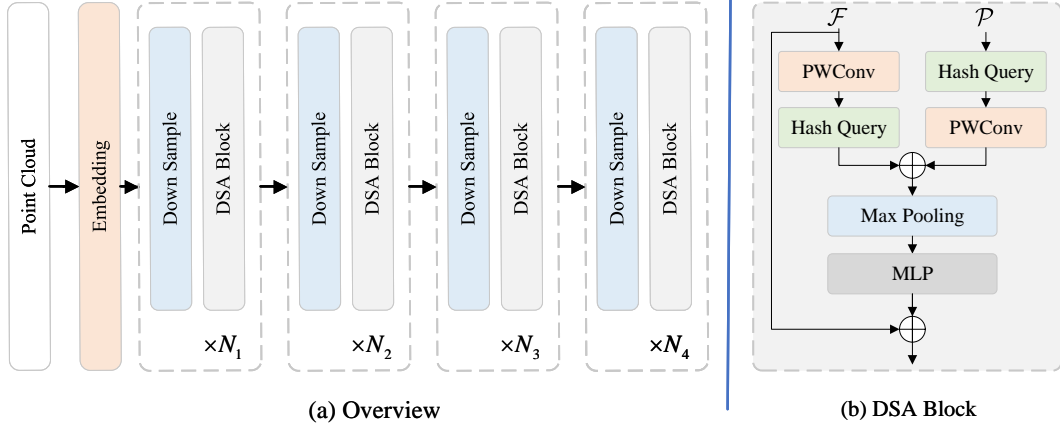 Point Cloud
Embedding
Down Sample
DSA Block
×N₁
Down Sample
DSA Block
×N₂
Down Sample
DSA Block
×N₃
Down Sample
DSA Block
×N₄
(a) Overview
ℱ
𝒫
PWConv
Hash Query
Hash Query
PWConv
Max Pooling
MLP
(b) DSA Block